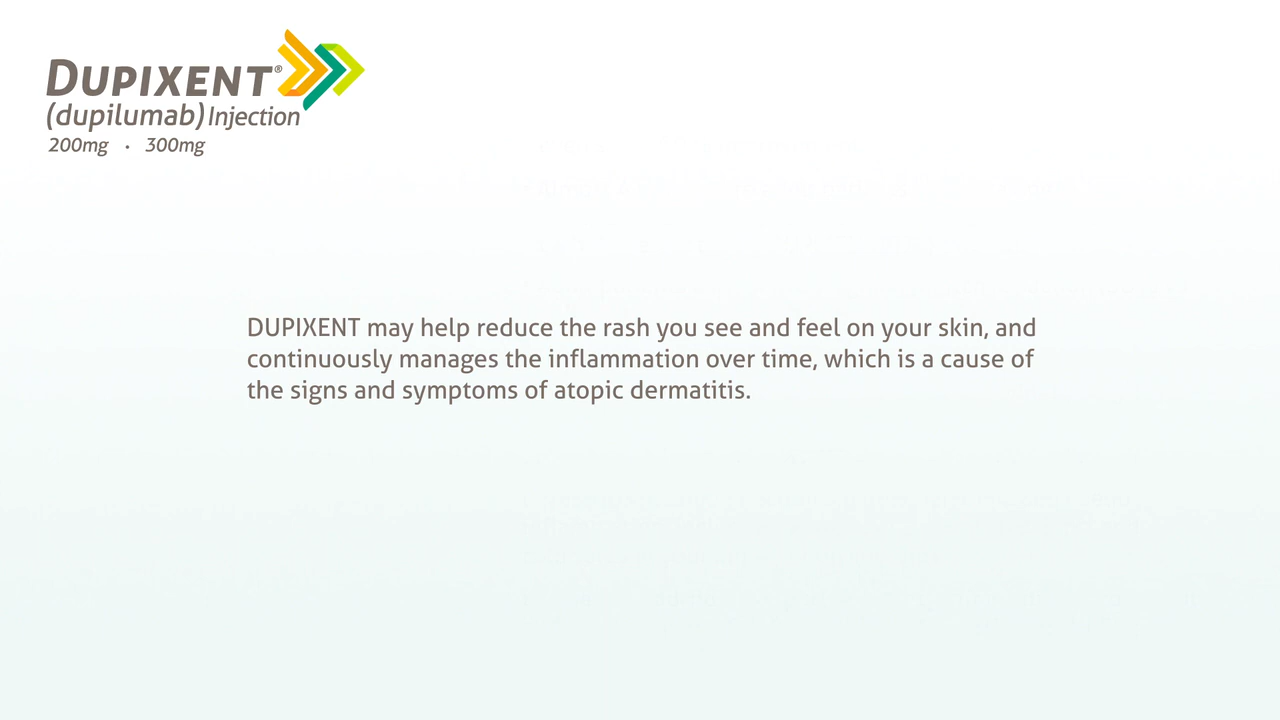 DUPIXENT®
(dupilumab) Injection
200mg · 300mg
DUPIXENT may help reduce the rash you see and feel on your skin, and
continuously manages the inflammation over time, which is a cause of
the signs and symptoms of atopic dermatitis.